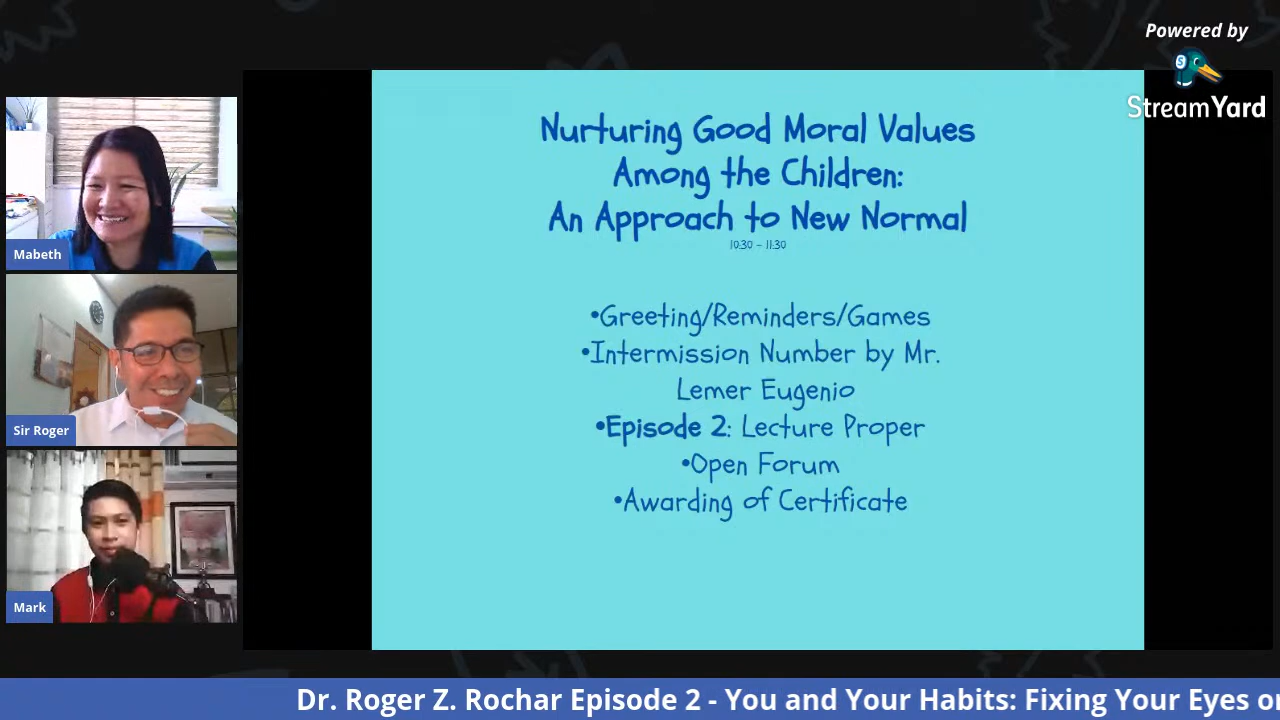 Powered by
StreamYard
Nurturing Good Moral Values
Among the Children:
An Approach to New Normal
10:30 - 11:30
•Greeting/Reminders/Games
•Intermission Number by Mr.
Lemer Eugenio
•Episode 2: Lecture Proper
•Open Forum
•Awarding of Certificate
Mabeth
Sir Roger
Mark
Dr. Roger Z. Rochar Episode 2 - You and Your Habits: Fixing Your Eyes o